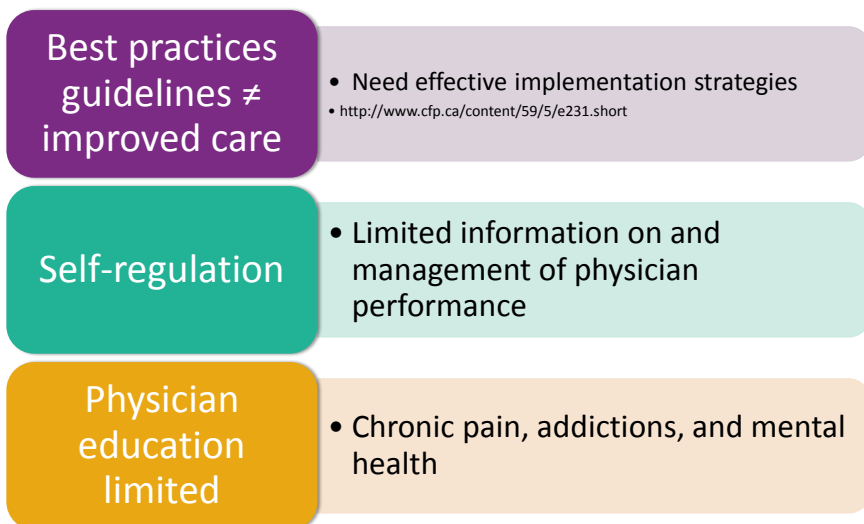 Best practices
guidelines ≠
improved care
• Need effective implementation strategies
• http://www.cfp.ca/content/59/5/e231.short
Self-regulation
• Limited information on and
management of physician
performance
Physician
education
limited
• Chronic pain, addictions, and mental
health